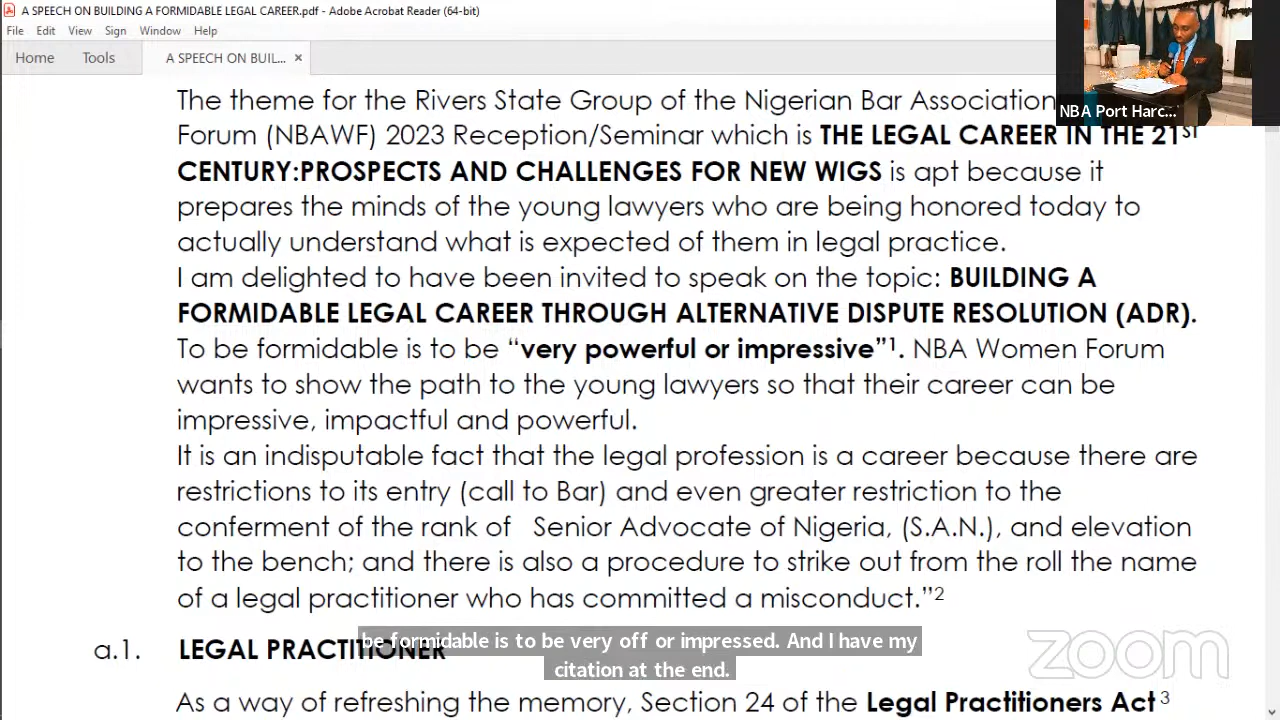 A SPEECH ON BUILDING A FORMIDABLE LEGAL CAREER.pdf - Adobe Acrobat Reader (64-bit)
File Edit View Sign Window Help
Home Tools A SPEECH ON BUIL... ×
NBA Port Harc...
The theme for the Rivers State Group of the Nigerian Bar Association
Forum (NBAWF) 2023 Reception/Seminar which is THE LEGAL CAREER IN THE 21ST
CENTURY:PROSPECTS AND CHALLENGES FOR NEW WIGS is apt because it
prepares the minds of the young lawyers who are being honored today to
actually understand what is expected of them in legal practice.
I am delighted to have been invited to speak on the topic: BUILDING A
FORMIDABLE LEGAL CAREER THROUGH ALTERNATIVE DISPUTE RESOLUTION (ADR).
To be formidable is to be “very powerful or impressive”1. NBA Women Forum
wants to show the path to the young lawyers so that their career can be
impressive, impactful and powerful.
It is an indisputable fact that the legal profession is a career because there are
restrictions to its entry (call to Bar) and even greater restriction to the
conferment of the rank of Senior Advocate of Nigeria, (S.A.N.), and elevation
to the bench; and there is also a procedure to strike out from the roll the name
of a legal practitioner who has committed a misconduct.”2
be formidable is to be very off or impressed. And I have my
citation at the end.
a.1. LEGAL PRACTITIONER
zoom
As a way of refreshing the memory, Section 24 of the Legal Practitioners Act 3